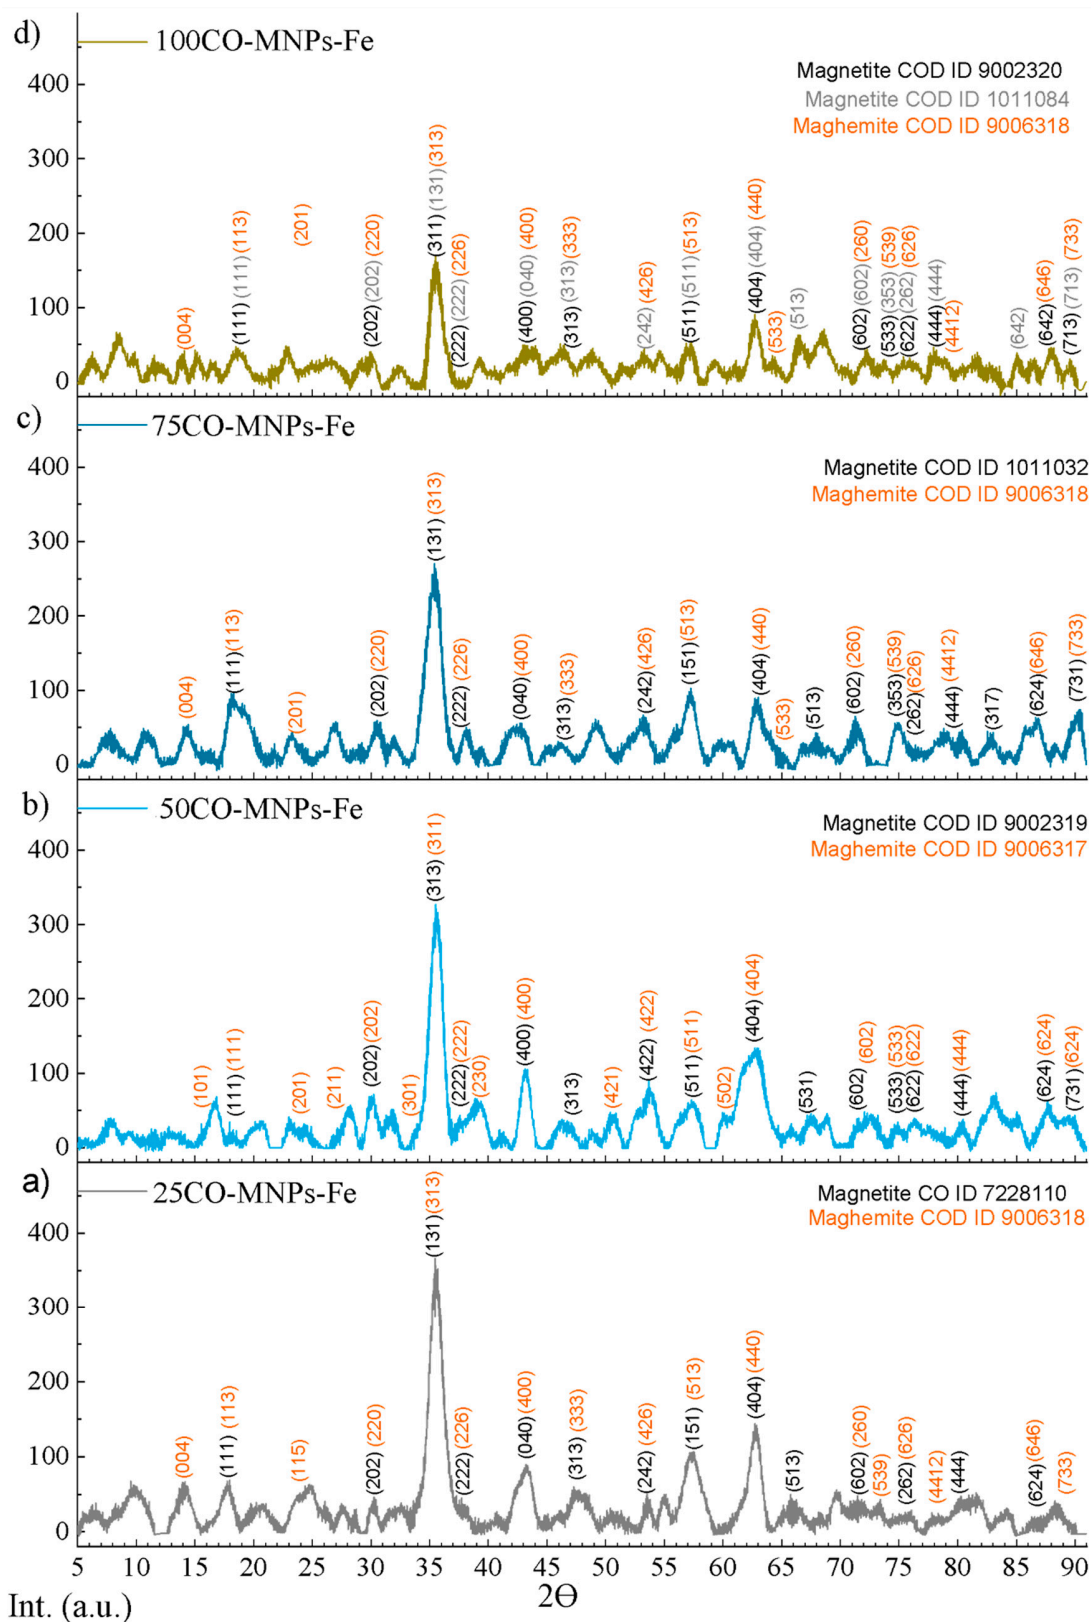 d)
100CO-MNPs-Fe
Magnetite COD ID 9002320
Magnetite COD ID 1011084
Maghemite COD ID 9006318
400
300
200
100
0
(004)
(111) (111) (113)
(201)
(202) (202) (220)
(311) (131) (313)
(222) (222) (226)
(400) (040) (400)
(313) (313) (333)
(242) (426)
(511) (511) (513)
(404) (404) (440)
(533)
(513)
(602) (602) (260)
(533) (353) (539)
(622) (262) (626)
(444) (444)
(4412)
(642)
(642) (646)
(713) (713) (733)
c)
75CO-MNPs-Fe
Magnetite COD ID 1011032
Maghemite COD ID 9006318
400
300
200
100
0
(004)
(111) (113)
(201)
(202) (220)
(131) (313)
(222) (226)
(040) (400)
(313) (333)
(242) (426)
(151) (513)
(404) (440)
(533)
(513)
(602) (260)
(353) (539)
(262) (626)
(444) (4412)
(317)
(624) (646)
(731) (733)
b)
50CO-MNPs-Fe
Magnetite COD ID 9002319
Maghemite COD ID 9006317
400
300
200
100
0
(101)
(111) (111)
(201)
(211)
(202) (202)
(301)
(313) (311)
(222) (222)
(230)
(400) (400)
(313)
(421)
(422) (422)
(511) (511)
(502)
(404) (404)
(531)
(602) (602)
(533) (533)
(622) (622)
(444) (444)
(624) (624)
(731) (624)
a)
25CO-MNPs-Fe
Magnetite CO ID 7228110
Maghemite COD ID 9006318
400
300
200
100
0
(004)
(111) (113)
(115)
(202) (220)
(131) (313)
(222) (226)
(040) (400)
(313) (333)
(242) (426)
(151) (513)
(404) (440)
(513)
(602) (260)
(539)
(262) (626)
(4412)
(444)
(624) (646)
(733)
5 10 15 20 25 30 35 40 45 50 55 60 65 70 75 80 85 90
Int. (a.u.)
2Θ